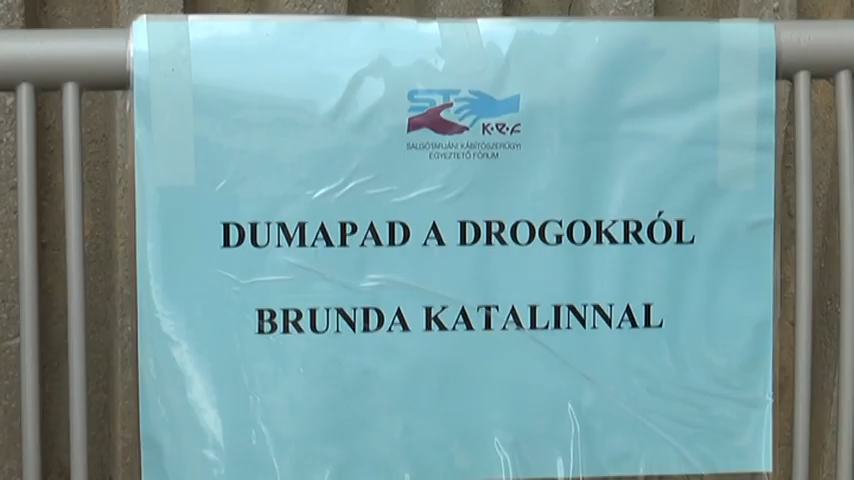 ST
K.R.F
SALGÓTARJÁNI KÁBÍTÓSZERÜGYI
EGYEZTETŐ FÓRUM
DUMAPAD A DROGOKRÓL
BRUNDA KATALINNAL